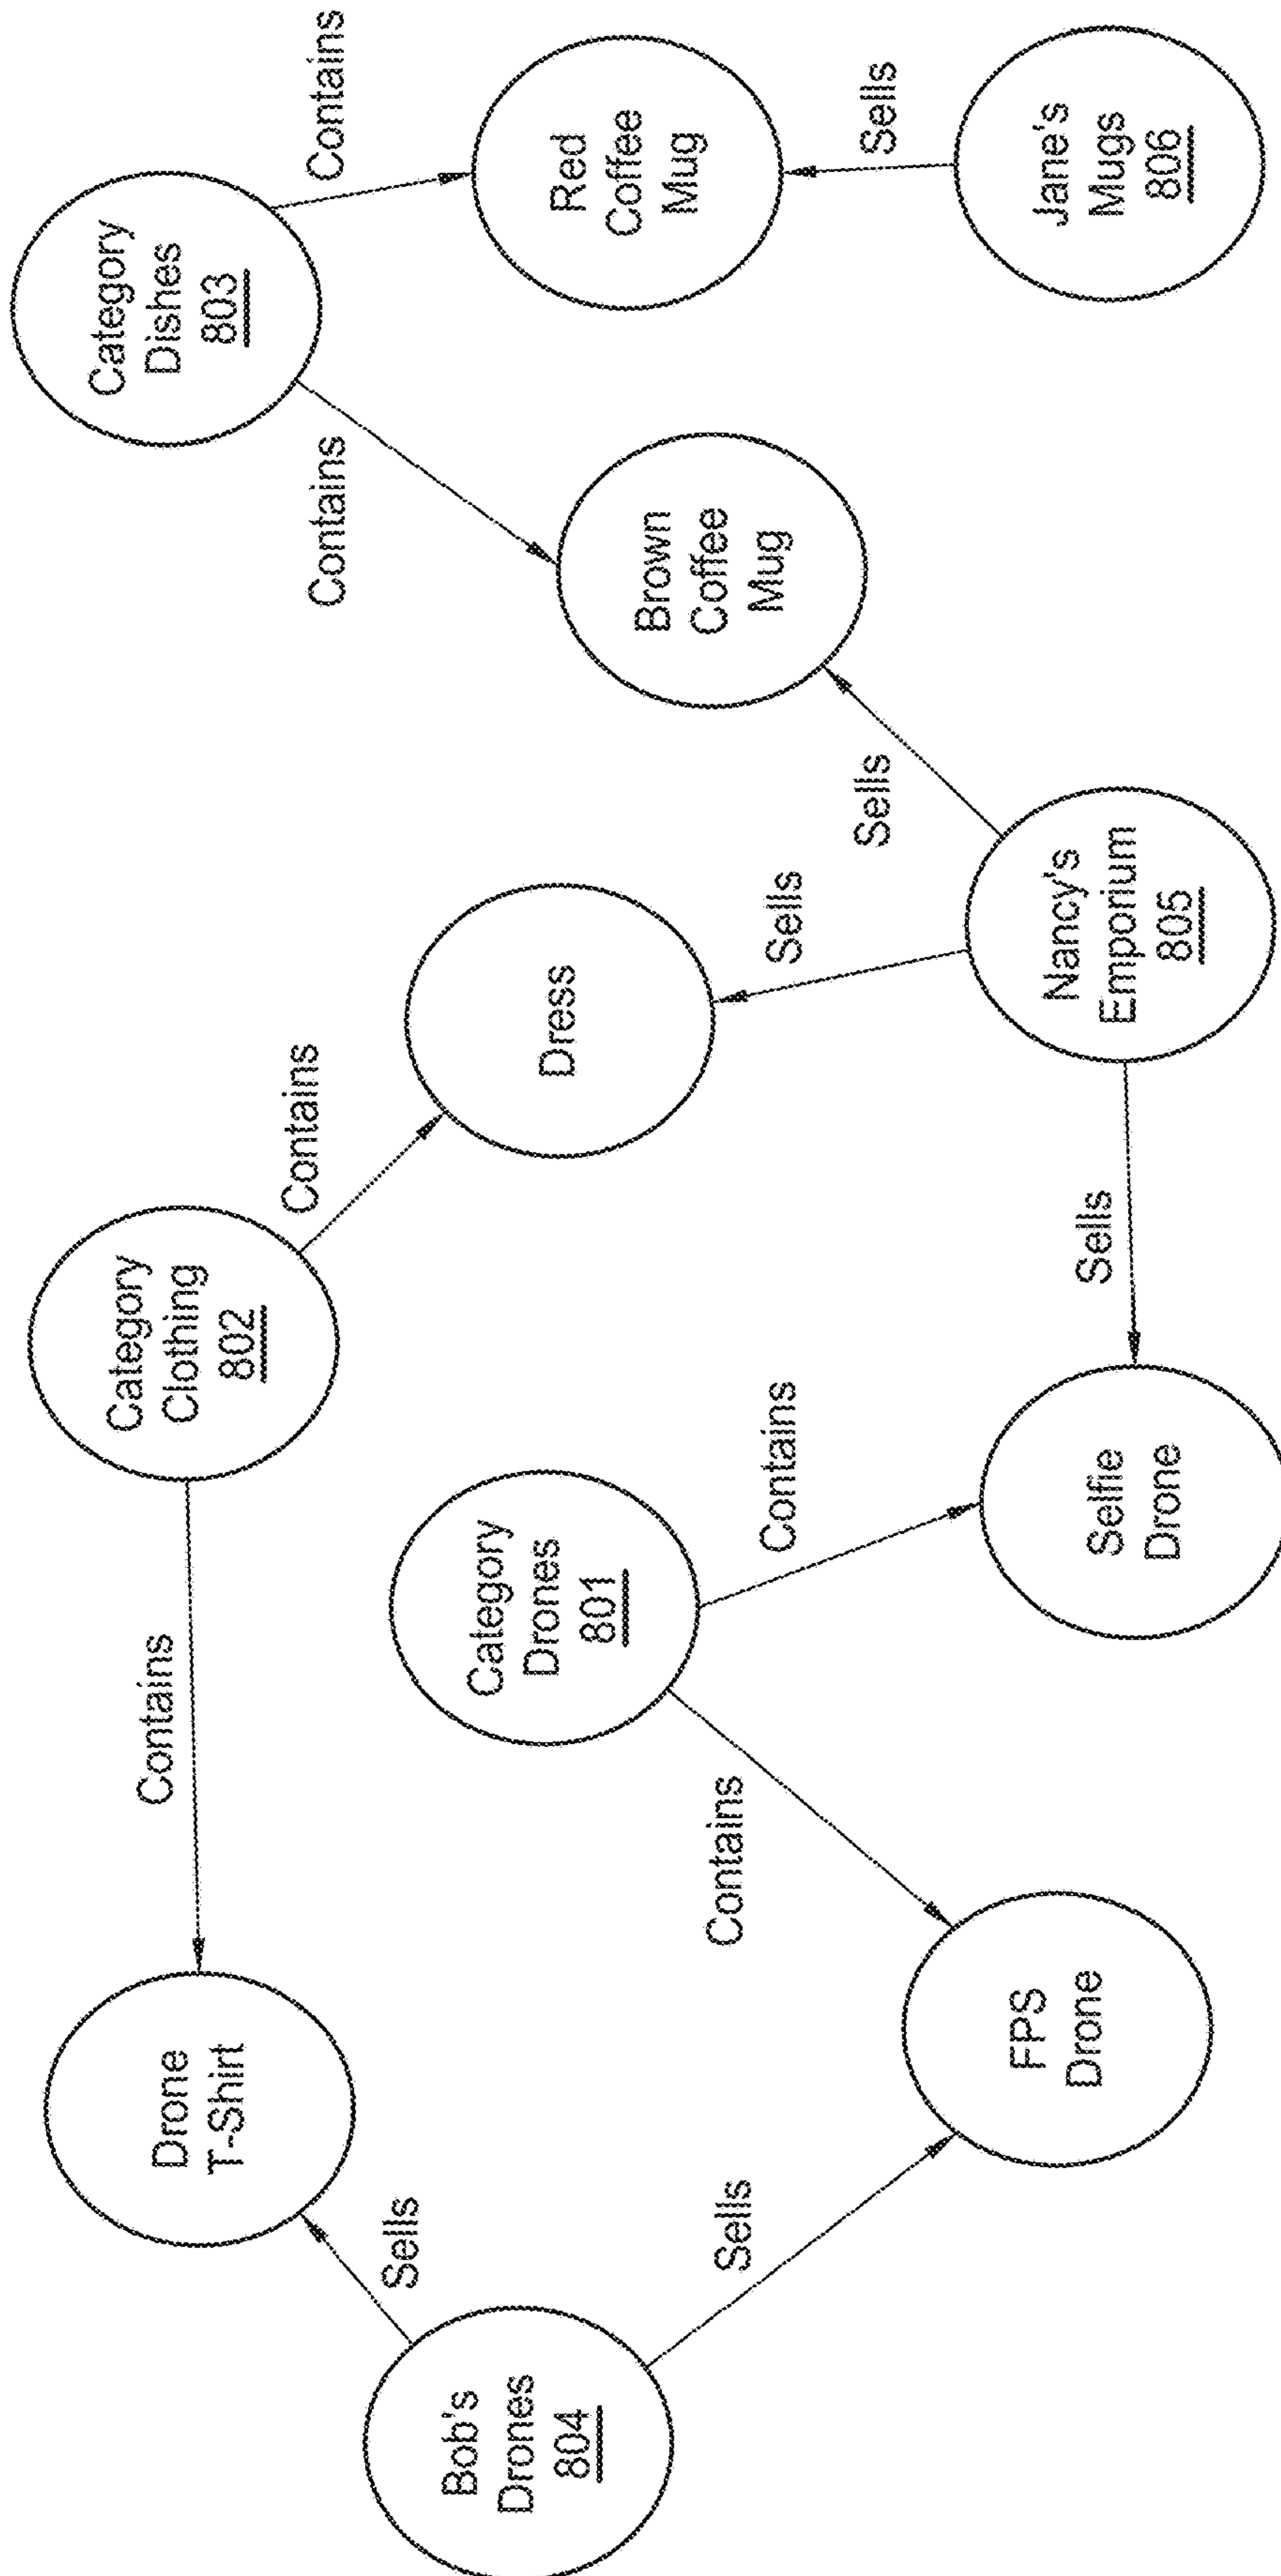 Drone
T-Shirt
Contains
Category
Clothing
802
Category
Dishes
803
Sells
Contains
Contains
Contains
Bob's
Drones
804
Category
Drones
801
Dress
Brown
Coffee
Mug
Red
Coffee
Mug
Sells
Contains
Contains
Sells
Sells
Sells
FPS
Drone
Selfie
Drone
Sells
Nancy's
Emporium
805
Jane's
Mugs
806